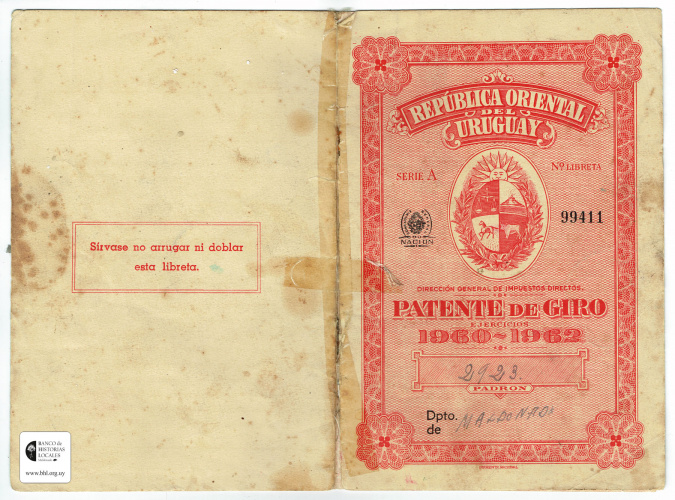 Sírvase no arrugar ni doblar
esta libreta.
BANCO de
HISTORIAS
LOCALES
www.bhl.org.uy
REPÚBLICA ORIENTAL
DEL
URUGUAY
SERIE A
Nº LIBRETA
99411
NACION
DIRECCIÓN GENERAL DE IMPUESTOS DIRECTOS.
PATENTE DE GIRO
EJERCICIOS
1960-1962
2923.
PADRÓN
Dpto.
de MALDONADO